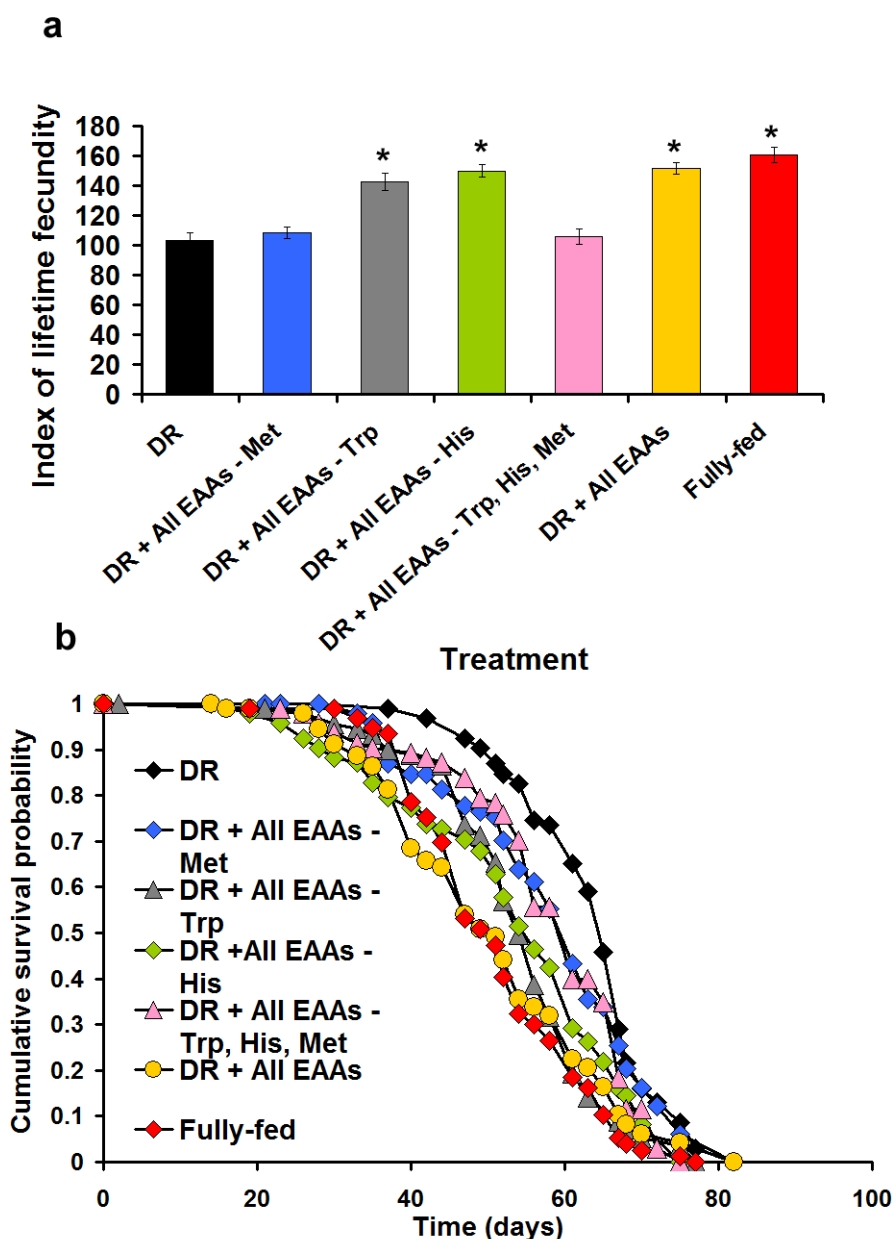 a
180
160
140
120
100
80
60
40
20
0
Index of lifetime fecundity
*
*
*
*
DR
DR + All EAAs - Met
DR + All EAAs - Trp
DR + All EAAs - His
DR + All EAAs - Trp, His, Met
DR + All EAAs
Fully-fed
Treatment
b
1
0.9
0.8
0.7
0.6
0.5
0.4
0.3
0.2
0.1
0
Cumulative survival probability
DR
DR + All EAAs -
Met
DR + All EAAs -
Trp
DR +All EAAs -
His
DR + All EAAs -
Trp, His, Met
DR + All EAAs
Fully-fed
0
20
40
60
80
100
Time (days)